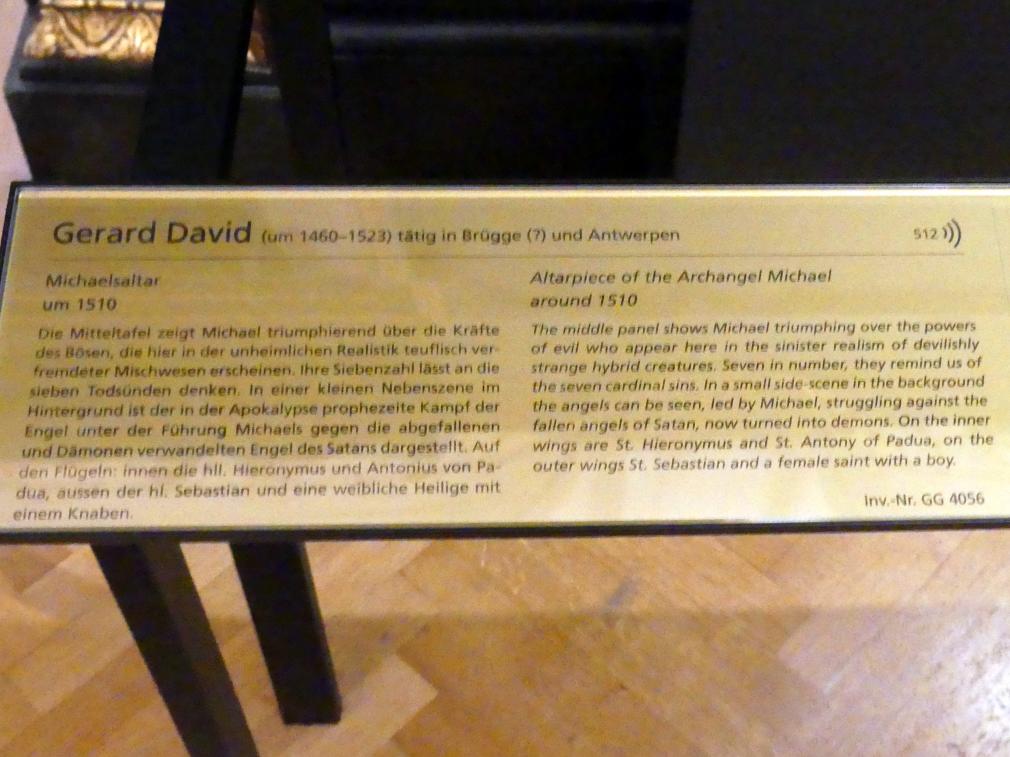 Gerard David (um 1460–1523) tätig in Brügge (?) und Antwerpen
512
Michaelsaltar
um 1510
Die Mitteltafel zeigt Michael triumphierend über die Kräfte
des Bösen, die hier in der unheimlichen Realistik teuflisch ver-
fremdeter Mischwesen erscheinen. Ihre Siebenzahl lässt an die
sieben Todsünden denken. In einer kleinen Nebenszene im
Hintergrund ist der in der Apokalypse prophezeite Kampf der
Engel unter der Führung Michaels gegen die abgefallenen
und Dämonen verwandelten Engel des Satans dargestellt. Auf
den Flügeln: innen die hll. Hieronymus und Antonius von Pa-
dua, aussen der hl. Sebastian und eine weibliche Heilige mit
einem Knaben.
Altarpiece of the Archangel Michael
around 1510
The middle panel shows Michael triumphing over the powers
of evil who appear here in the sinister realism of devilishly
strange hybrid creatures. Seven in number, they remind us of
the seven cardinal sins. In a small side-scene in the background
the angels can be seen, led by Michael, struggling against the
fallen angels of Satan, now turned into demons. On the inner
wings are St. Hieronymus and St. Antony of Padua, on the
outer wings St. Sebastian and a female saint with a boy.
Inv.-Nr. GG 4056